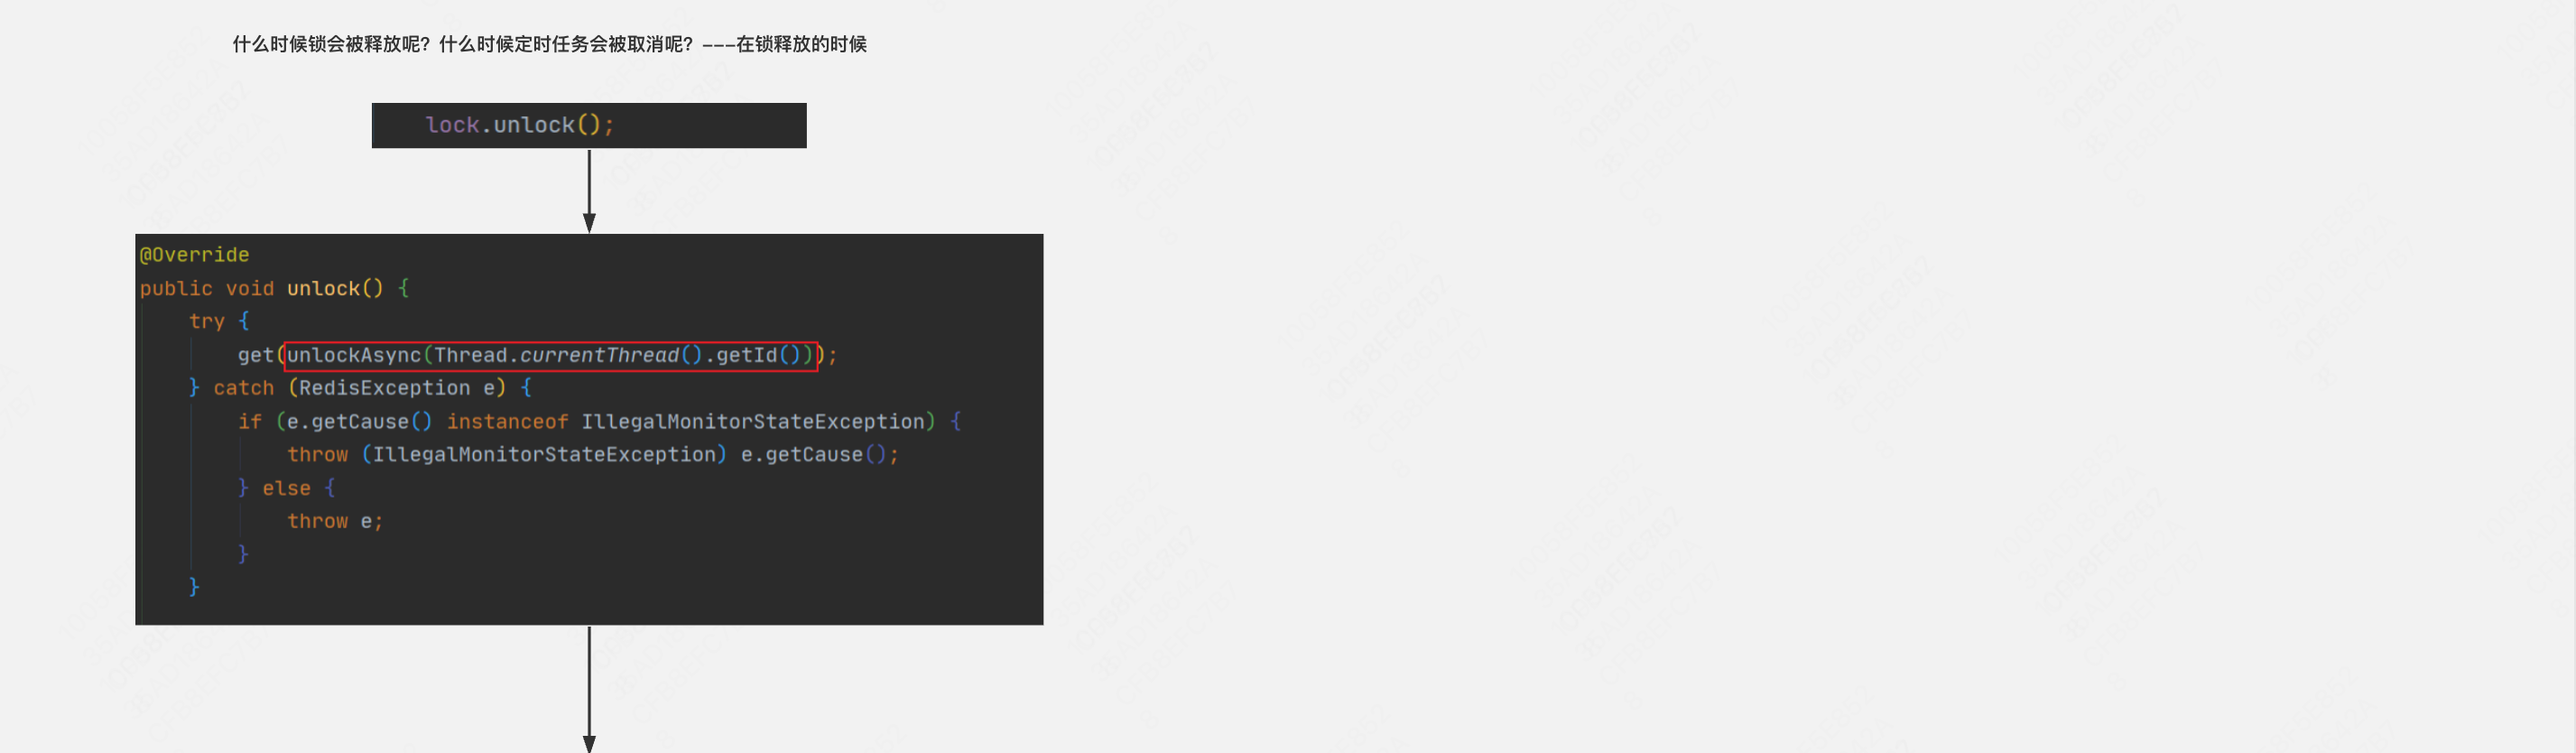 什么时候锁会被释放呢？什么时候定时任务会被取消呢？---在锁释放的时候
lock.unlock();
@Override
public void unlock() {
try {
get(unlockAsync(Thread.currentThread().getId()));
} catch (RedisException e) {
if (e.getCause() instanceof IllegalMonitorStateException) {
throw (IllegalMonitorStateException) e.getCause();
} else {
throw e;
}
}